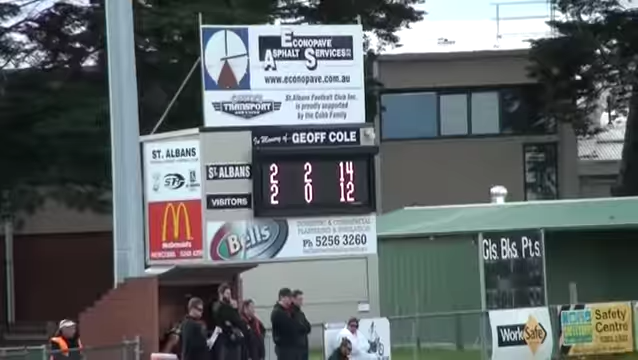 ECONOPAVE
ASPHALT SERVICES
A S
www.econopave.com.au
TRANSPORT
St.Albans Football Club Inc.
is proudly supported
by the Cobb Family
In Memory of GEOFF COLE
ST. ALBANS
ST. ALBANS 2 2 14
VISITORS 2 0 12
McDonald's
Bells
Ph 5256 3260
Gls. Bks. Pts.
WorkSafe
Safety
Centre